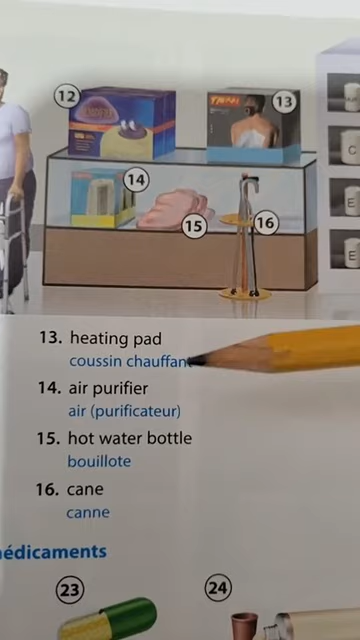 12
13
14
15
16
C
E
E
13. heating pad
coussin chauffant
14. air purifier
air (purificateur)
15. hot water bottle
bouillote
16. cane
canne
médicaments
23
24